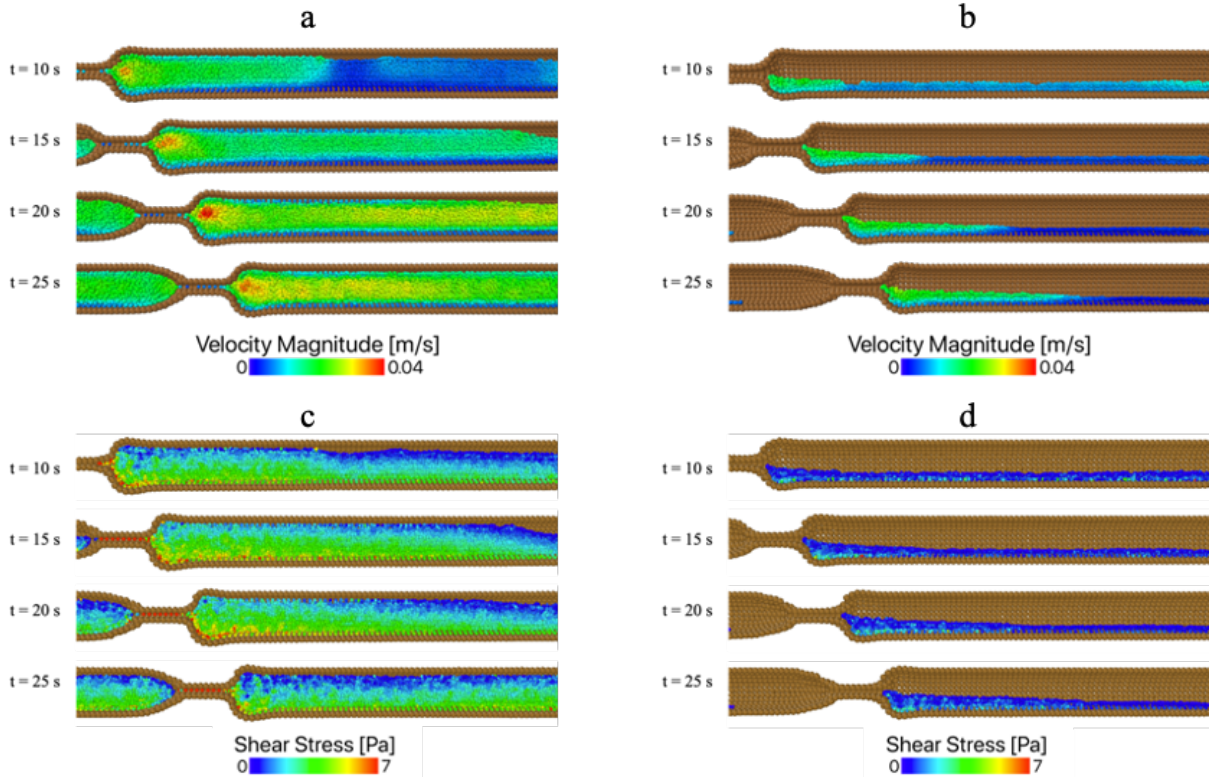 a
t = 10 s
t = 15 s
t = 20 s
t = 25 s
Velocity Magnitude [m/s]
0 0.04
b
t = 10 s
t = 15 s
t = 20 s
t = 25 s
Velocity Magnitude [m/s]
0 0.04
c
t = 10 s
t = 15 s
t = 20 s
t = 25 s
Shear Stress [Pa]
0 7
d
t = 10 s
t = 15 s
t = 20 s
t = 25 s
Shear Stress [Pa]
0 7